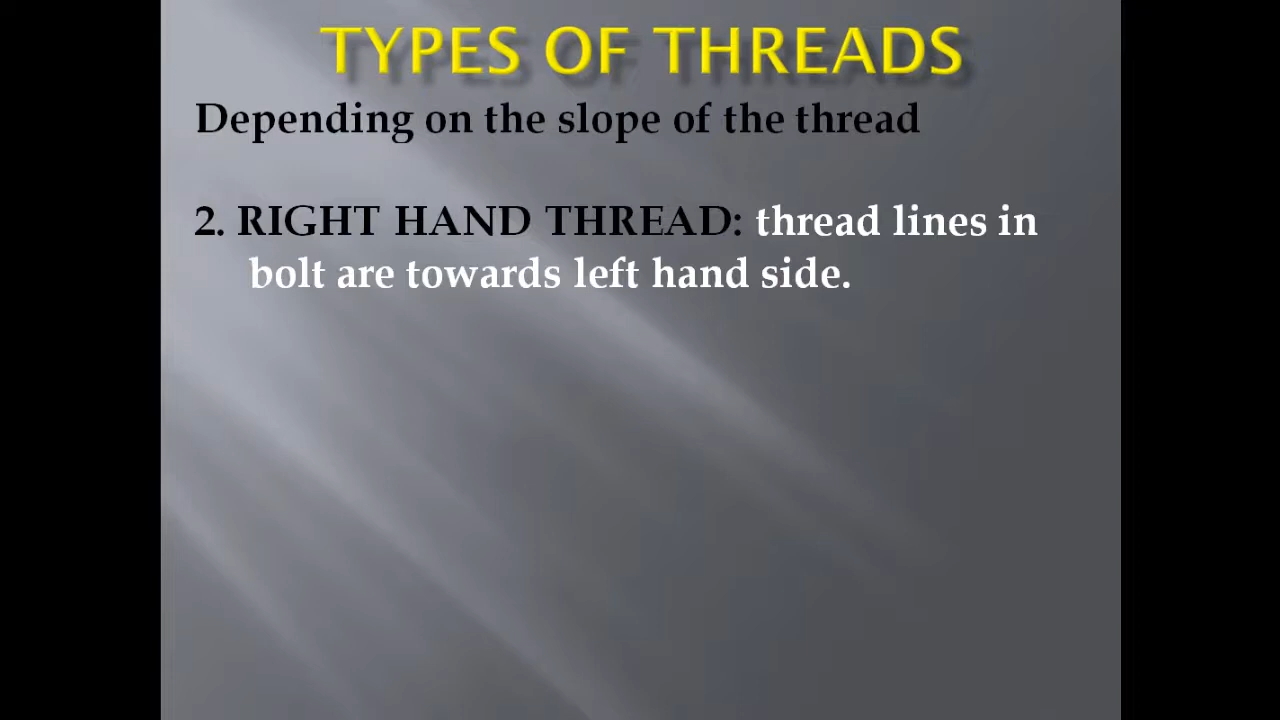 TYPES OF THREADS
Depending on the slope of the thread
2. RIGHT HAND THREAD: thread lines in
bolt are towards left hand side.